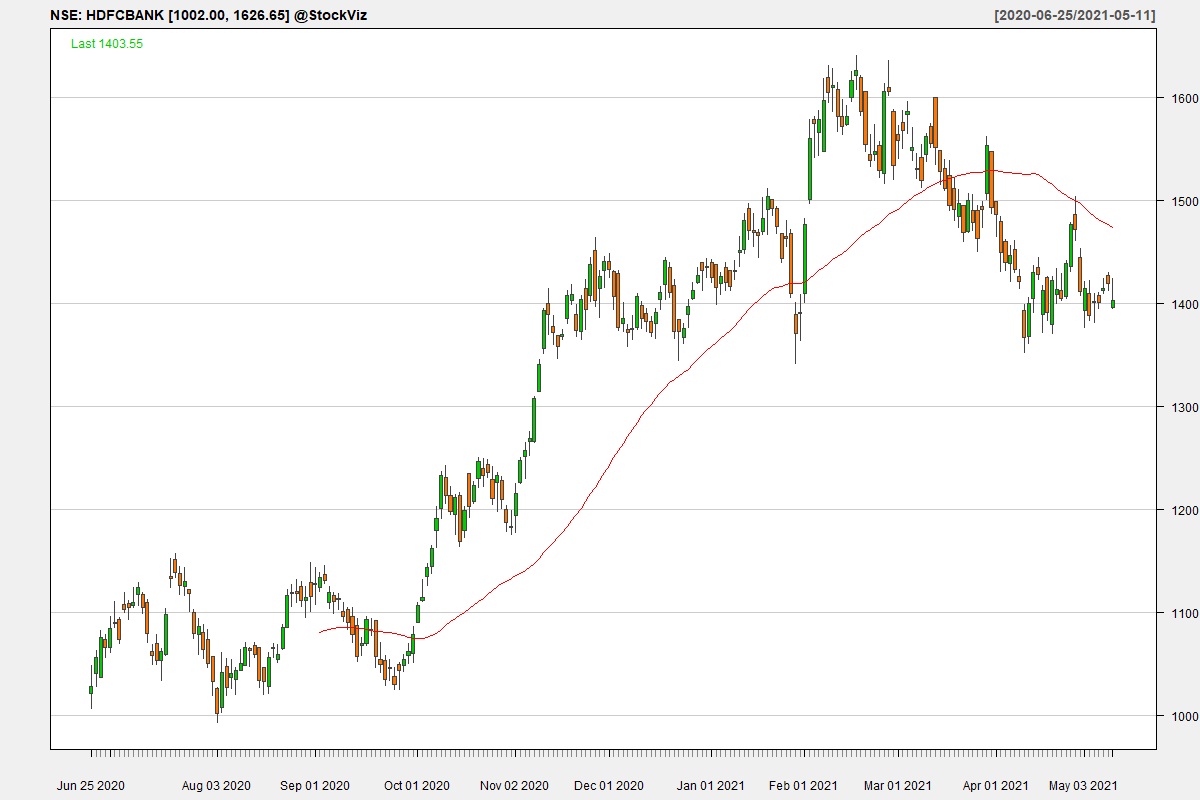 NSE: HDFCBANK [1002.00, 1626.65] @StockViz [2020-06-25/2021-05-11]
Last 1403.55
1600
1500
1400
1300
1200
1100
1000
Jun 25 2020 Aug 03 2020 Sep 01 2020 Oct 01 2020 Nov 02 2020 Dec 01 2020 Jan 01 2021 Feb 01 2021 Mar 01 2021 Apr 01 2021 May 03 2021